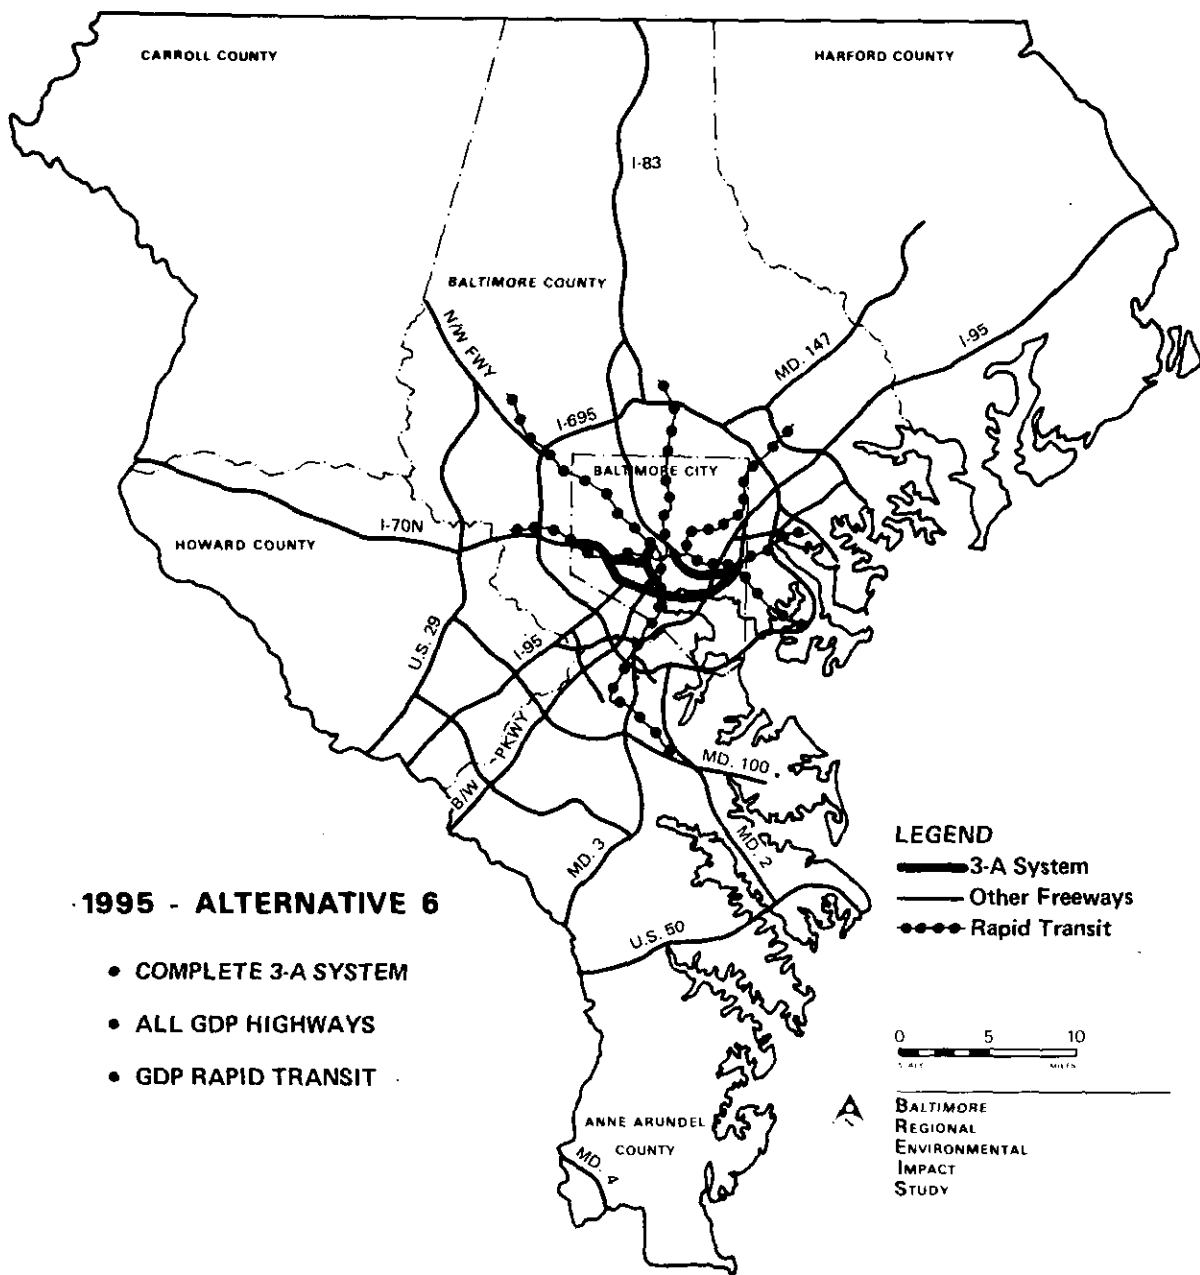 CARROLL COUNTY
HARFORD COUNTY
I-83
BALTIMORE COUNTY
N/W FWY
MD. 147
I-95
I-695
BALTIMORE CITY
I-70N
HOWARD COUNTY
U.S. 29
I-95
B/W PKWY
MD. 100
MD. 3
MD. 2
U.S. 50
LEGEND
3-A System
Other Freeways
Rapid Transit
1995 - ALTERNATIVE 6
• COMPLETE 3-A SYSTEM
• ALL GDP HIGHWAYS
• GDP RAPID TRANSIT
0 5 10
MILES
ANNE ARUNDEL
COUNTY
MD. 4
BALTIMORE
REGIONAL
ENVIRONMENTAL
IMPACT
STUDY